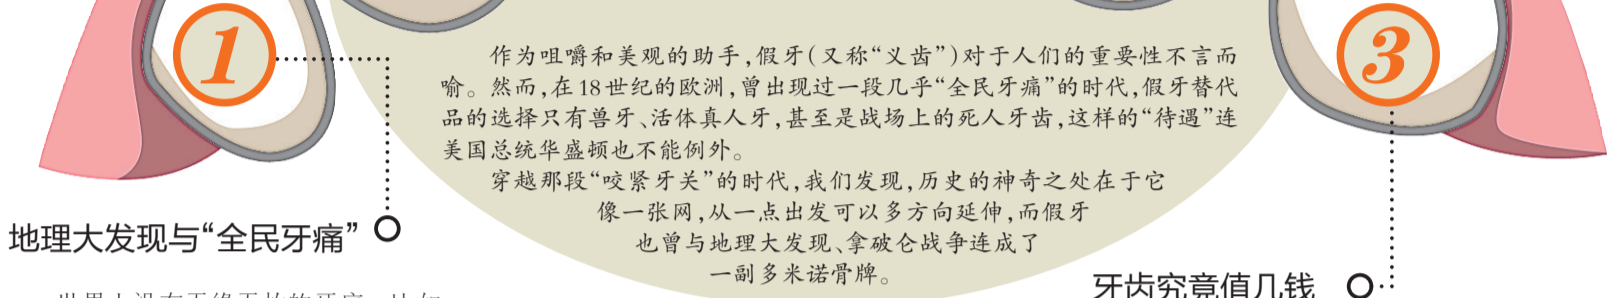 1
3
作为咀嚼和美观的助手,假牙(又称“义齿”)对于人们的重要性不言而
喻。然而,在18世纪的欧洲,曾出现过一段几乎“全民牙痛”的时代,假牙替代
品的选择只有兽牙、活体真人牙,甚至是战场上的死人牙齿,这样的“待遇”连
美国总统华盛顿也不能例外。
穿越那段“咬紧牙关”的时代,我们发现,历史的神奇之处在于它
像一张网,从一点出发可以多方向延伸,而假牙
也曾与地理大发现、拿破仑战争连成了
一副多米诺骨牌。
地理大发现与“全民牙痛”
牙齿究竟值几钱